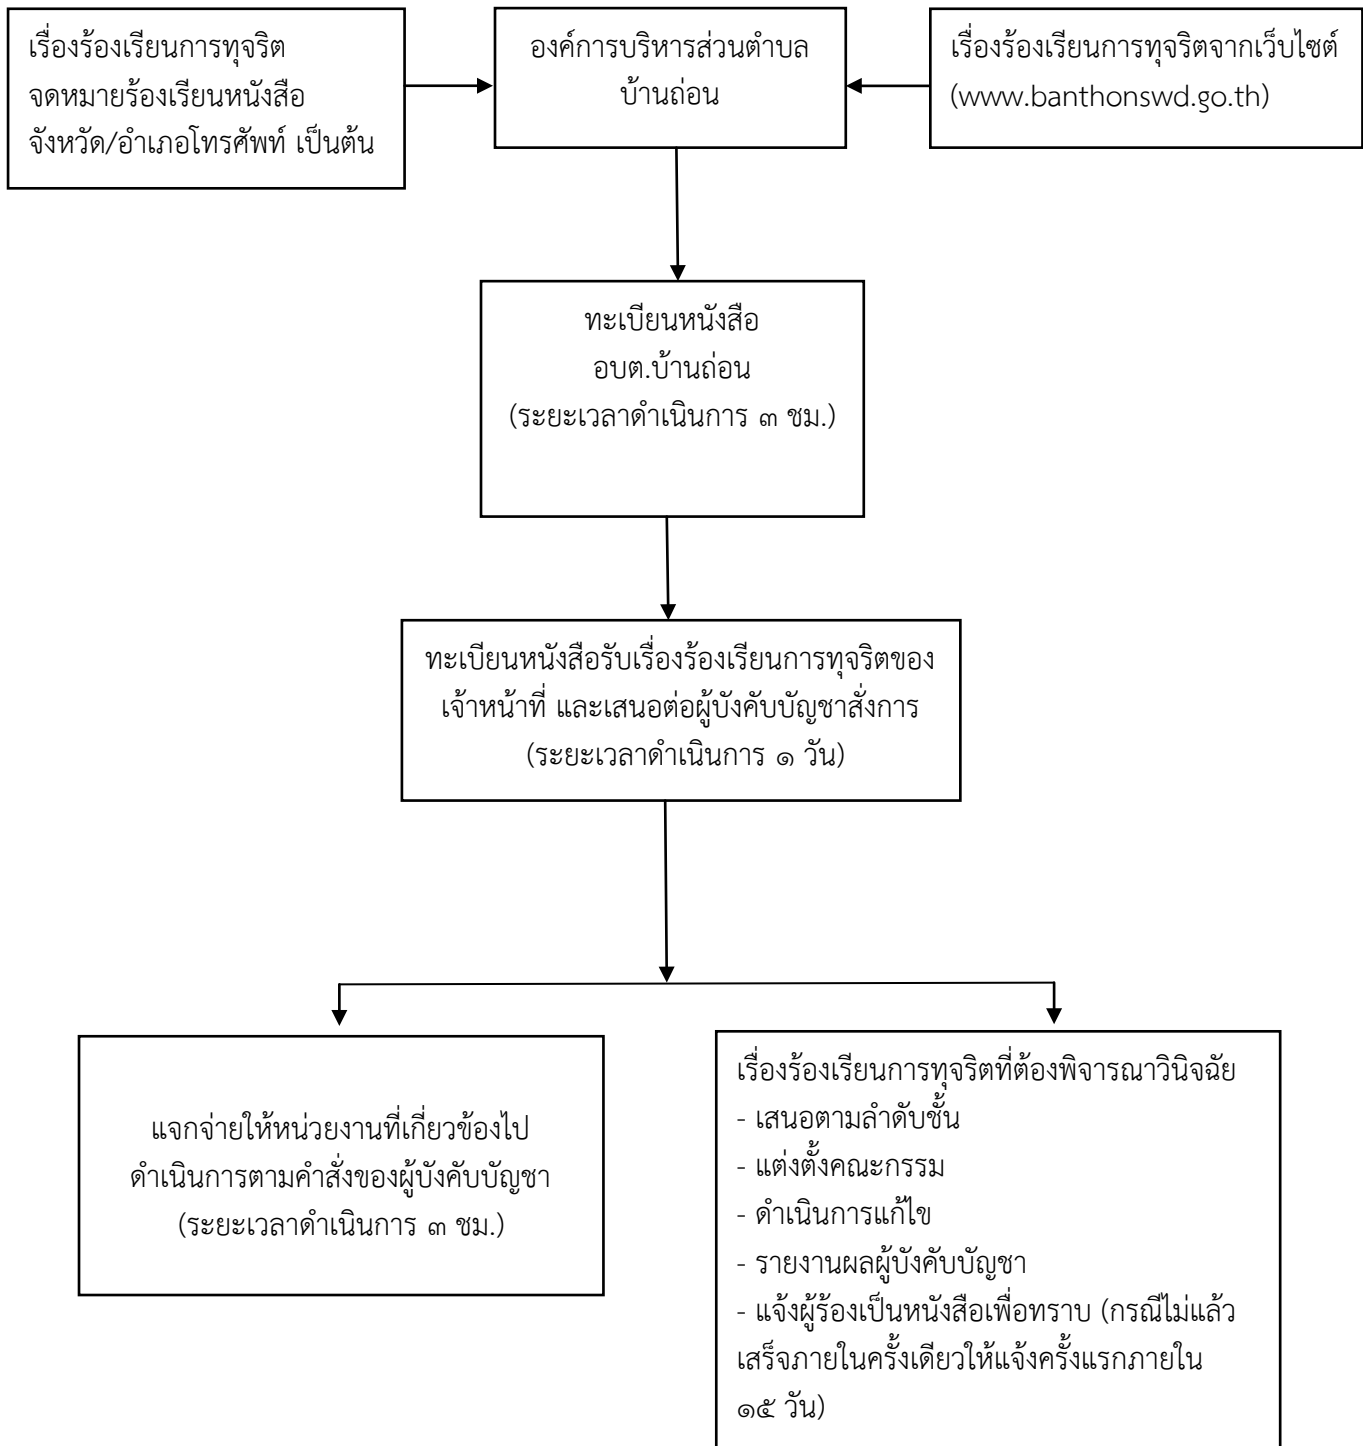 เรื่องร้องเรียนการทุจริต
จดหมายร้องเรียนหนังสือ
จังหวัด/อำเภอโทรศัพท์ เป็นต้น
องค์การบริหารส่วนตำบล
บ้านถ่อน
เรื่องร้องเรียนการทุจริตจากเว็บไซต์
(www.banthonswd.go.th)
ทะเบียนหนังสือ
อบต.บ้านถ่อน
(ระยะเวลาดำเนินการ ๓ ชม.)
ทะเบียนหนังสือรับเรื่องร้องเรียนการทุจริตของ
เจ้าหน้าที่ และเสนอต่อผู้บังคับบัญชาสั่งการ
(ระยะเวลาดำเนินการ ๑ วัน)
แจกจ่ายให้หน่วยงานที่เกี่ยวข้องไป
ดำเนินการตามคำสั่งของผู้บังคับบัญชา
(ระยะเวลาดำเนินการ ๓ ชม.)
เรื่องร้องเรียนการทุจริตที่ต้องพิจารณาวินิจฉัย
- เสนอตามลำดับชั้น
- แต่งตั้งคณะกรรม
- ดำเนินการแก้ไข
- รายงานผลผู้บังคับบัญชา
- แจ้งผู้ร้องเป็นหนังสือเพื่อทราบ (กรณีไม่แล้ว
เสร็จภายในครั้งเดียวให้แจ้งครั้งแรกภายใน
๑๕ วัน)